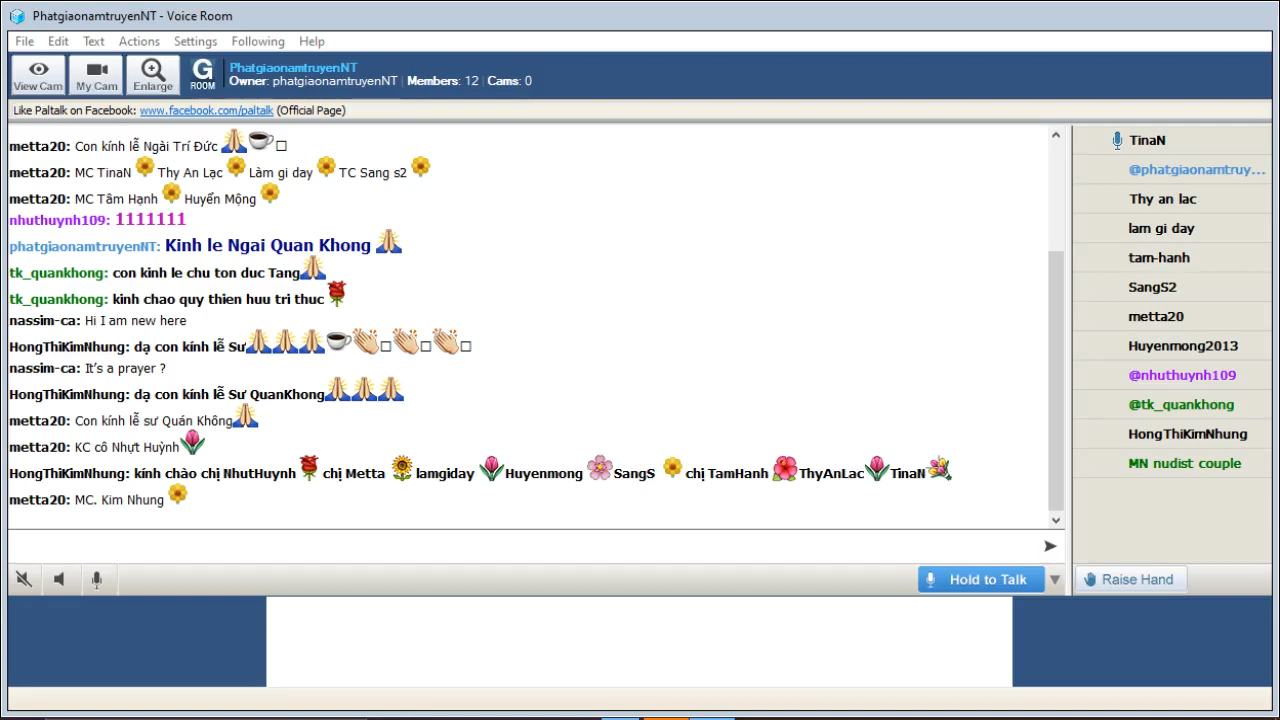 PhatgiaonamtruyenNT - Voice Room
File Edit Text Actions Settings Following Help
View Cam My Cam Enlarge G ROOM
PhatgiaonamtruyenNT
Owner: phatgiaonamtruyenNT | Members: 12 | Cams: 0
Like Paltalk on Facebook: www.facebook.com/paltalk (Official Page)
metta20: Con kính lễ Ngài Trí Đức
metta20: MC TinaN Thy An Lạc Làm gi day TC Sang s2
metta20: MC Tâm Hạnh Huyển Mộng
nhuthuynh109: 1111111
phatgiaonamtruyenNT: Kinh le Ngai Quan Khong
tk_quankhong: con kinh le chu ton duc Tang
tk_quankhong: kinh chao quy thien huu tri thuc
nassim-ca: Hi I am new here
HongThiKimNhung: dạ con kính lễ Sư
nassim-ca: It's a prayer ?
HongThiKimNhung: dạ con kính lễ Sư QuanKhong
metta20: Con kính lễ sư Quán Không
metta20: KC cô Nhựt Huỳnh
HongThiKimNhung: kính chào chị NhụtHuynh chị Metta lamgiday Huyenmong SangS chị TamHanh ThyAnLac TinaN
metta20: MC. Kim Nhung
Hold to Talk
TinaN
@phatgiaonamtruy...
Thy an lac
lam gi day
tam-hanh
SangS2
metta20
Huyenmong2013
@nhuthuynh109
@tk_quankhong
HongThiKimNhung
MN nudist couple
Raise Hand